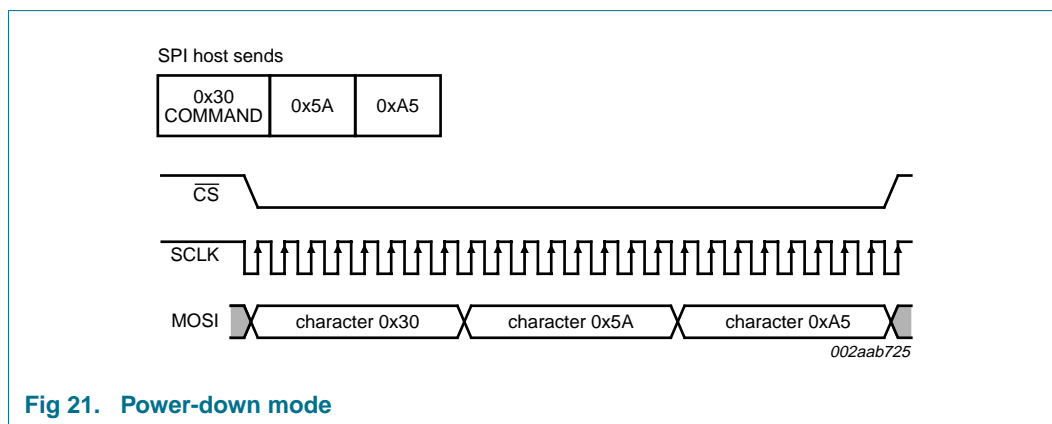 SPI host sends
0x30
COMMAND
0x5A
0xA5
CS
SCLK
MOSI
character 0x30
character 0x5A
character 0xA5
002aab725
Fig 21. Power-down mode